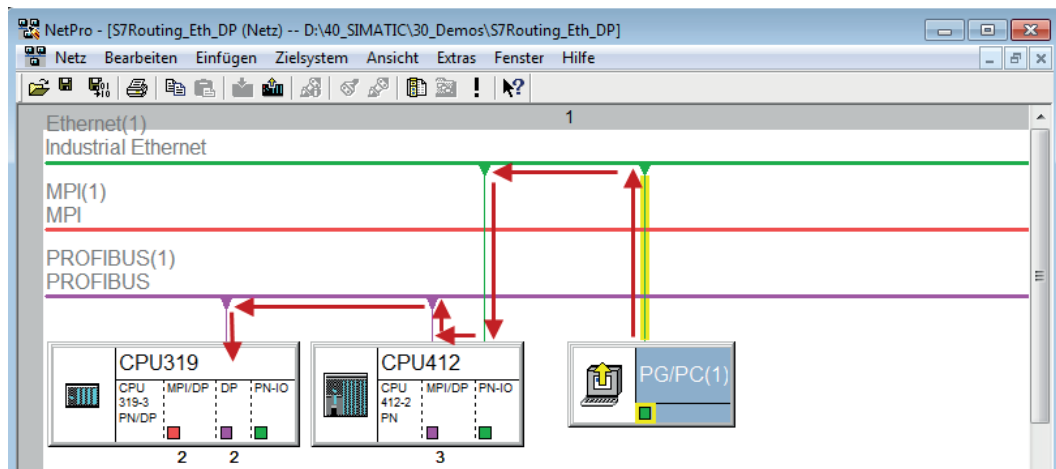 NetPro - [S7Routing_Eth_DP (Netz) -- D:\40_SIMATIC\30_Demos\S7Routing_Eth_DP]
Netz Bearbeiten Einfügen Zielsystem Ansicht Extras Fenster Hilfe
1
Ethernet(1)
Industrial Ethernet
MPI(1)
MPI
PROFIBUS(1)
PROFIBUS
CPU319
CPU
319-3
PN/DP
MPI/DP
DP
PN-IO
2
2
CPU412
CPU
412-2
PN
MPI/DP
PN-IO
3
PG/PC(1)